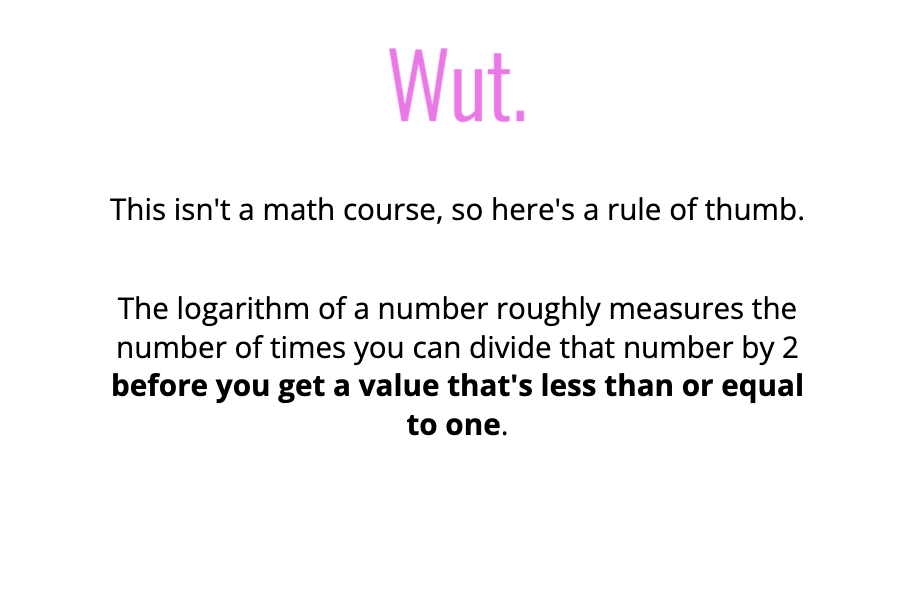 Wut.
This isn't a math course, so here's a rule of thumb.
The logarithm of a number roughly measures the
number of times you can divide that number by 2
before you get a value that's less than or equal
to one.